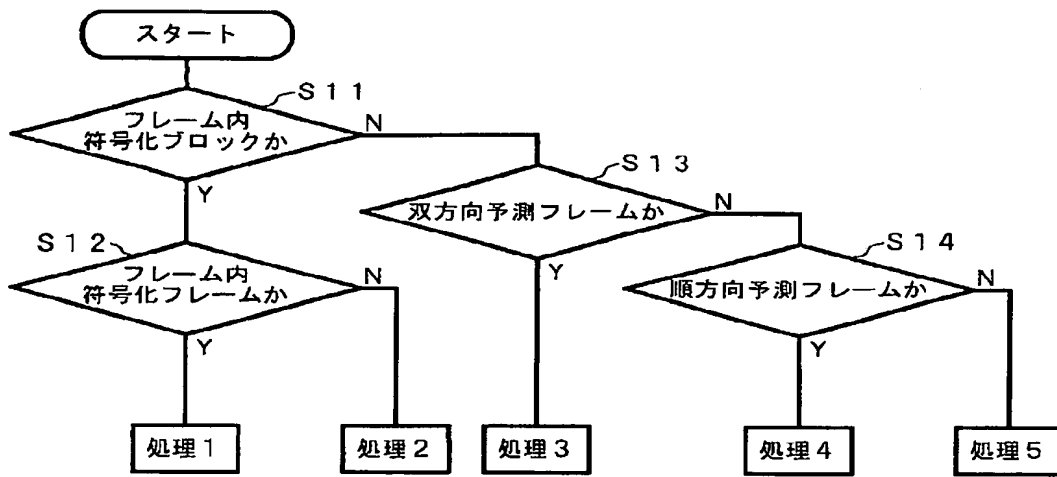 スタート
S11
フレーム内
符号化ブロックか
N
Y
S13
双方向予測フレームか
N
Y
S12
フレーム内
符号化フレームか
N
Y
S14
順方向予測フレームか
N
Y
処理1
処理2
処理3
処理4
処理5